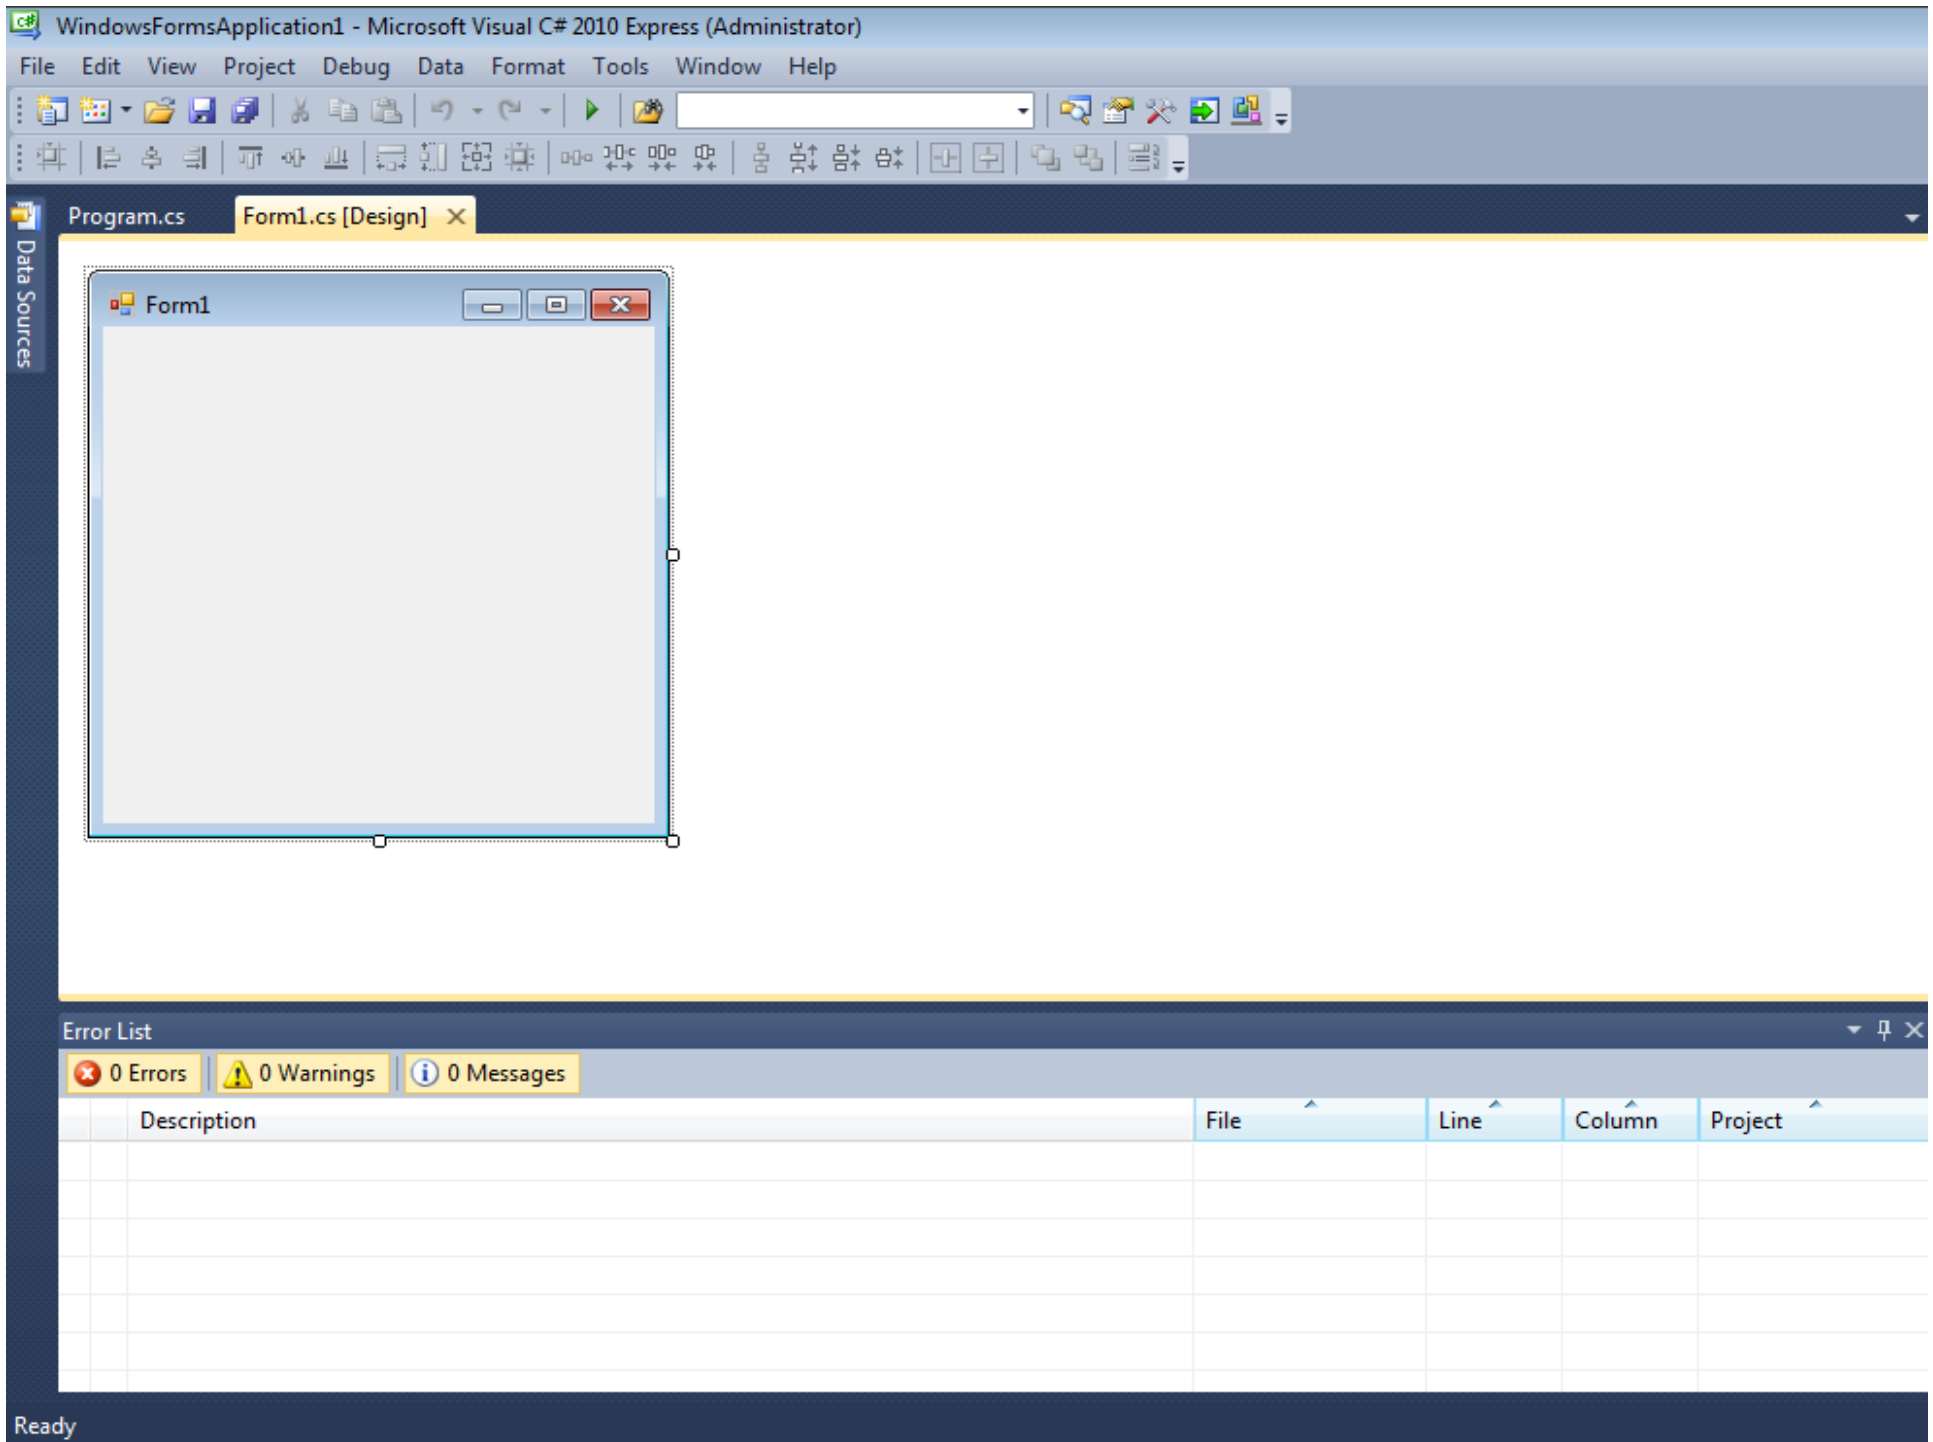 WindowsFormsApplication1 - Microsoft Visual C# 2010 Express (Administrator)
File Edit View Project Debug Data Format Tools Window Help
Program.cs Form1.cs [Design]
Data Sources
Form1
Error List
0 Errors 0 Warnings 0 Messages
Description File Line Column Project
Ready